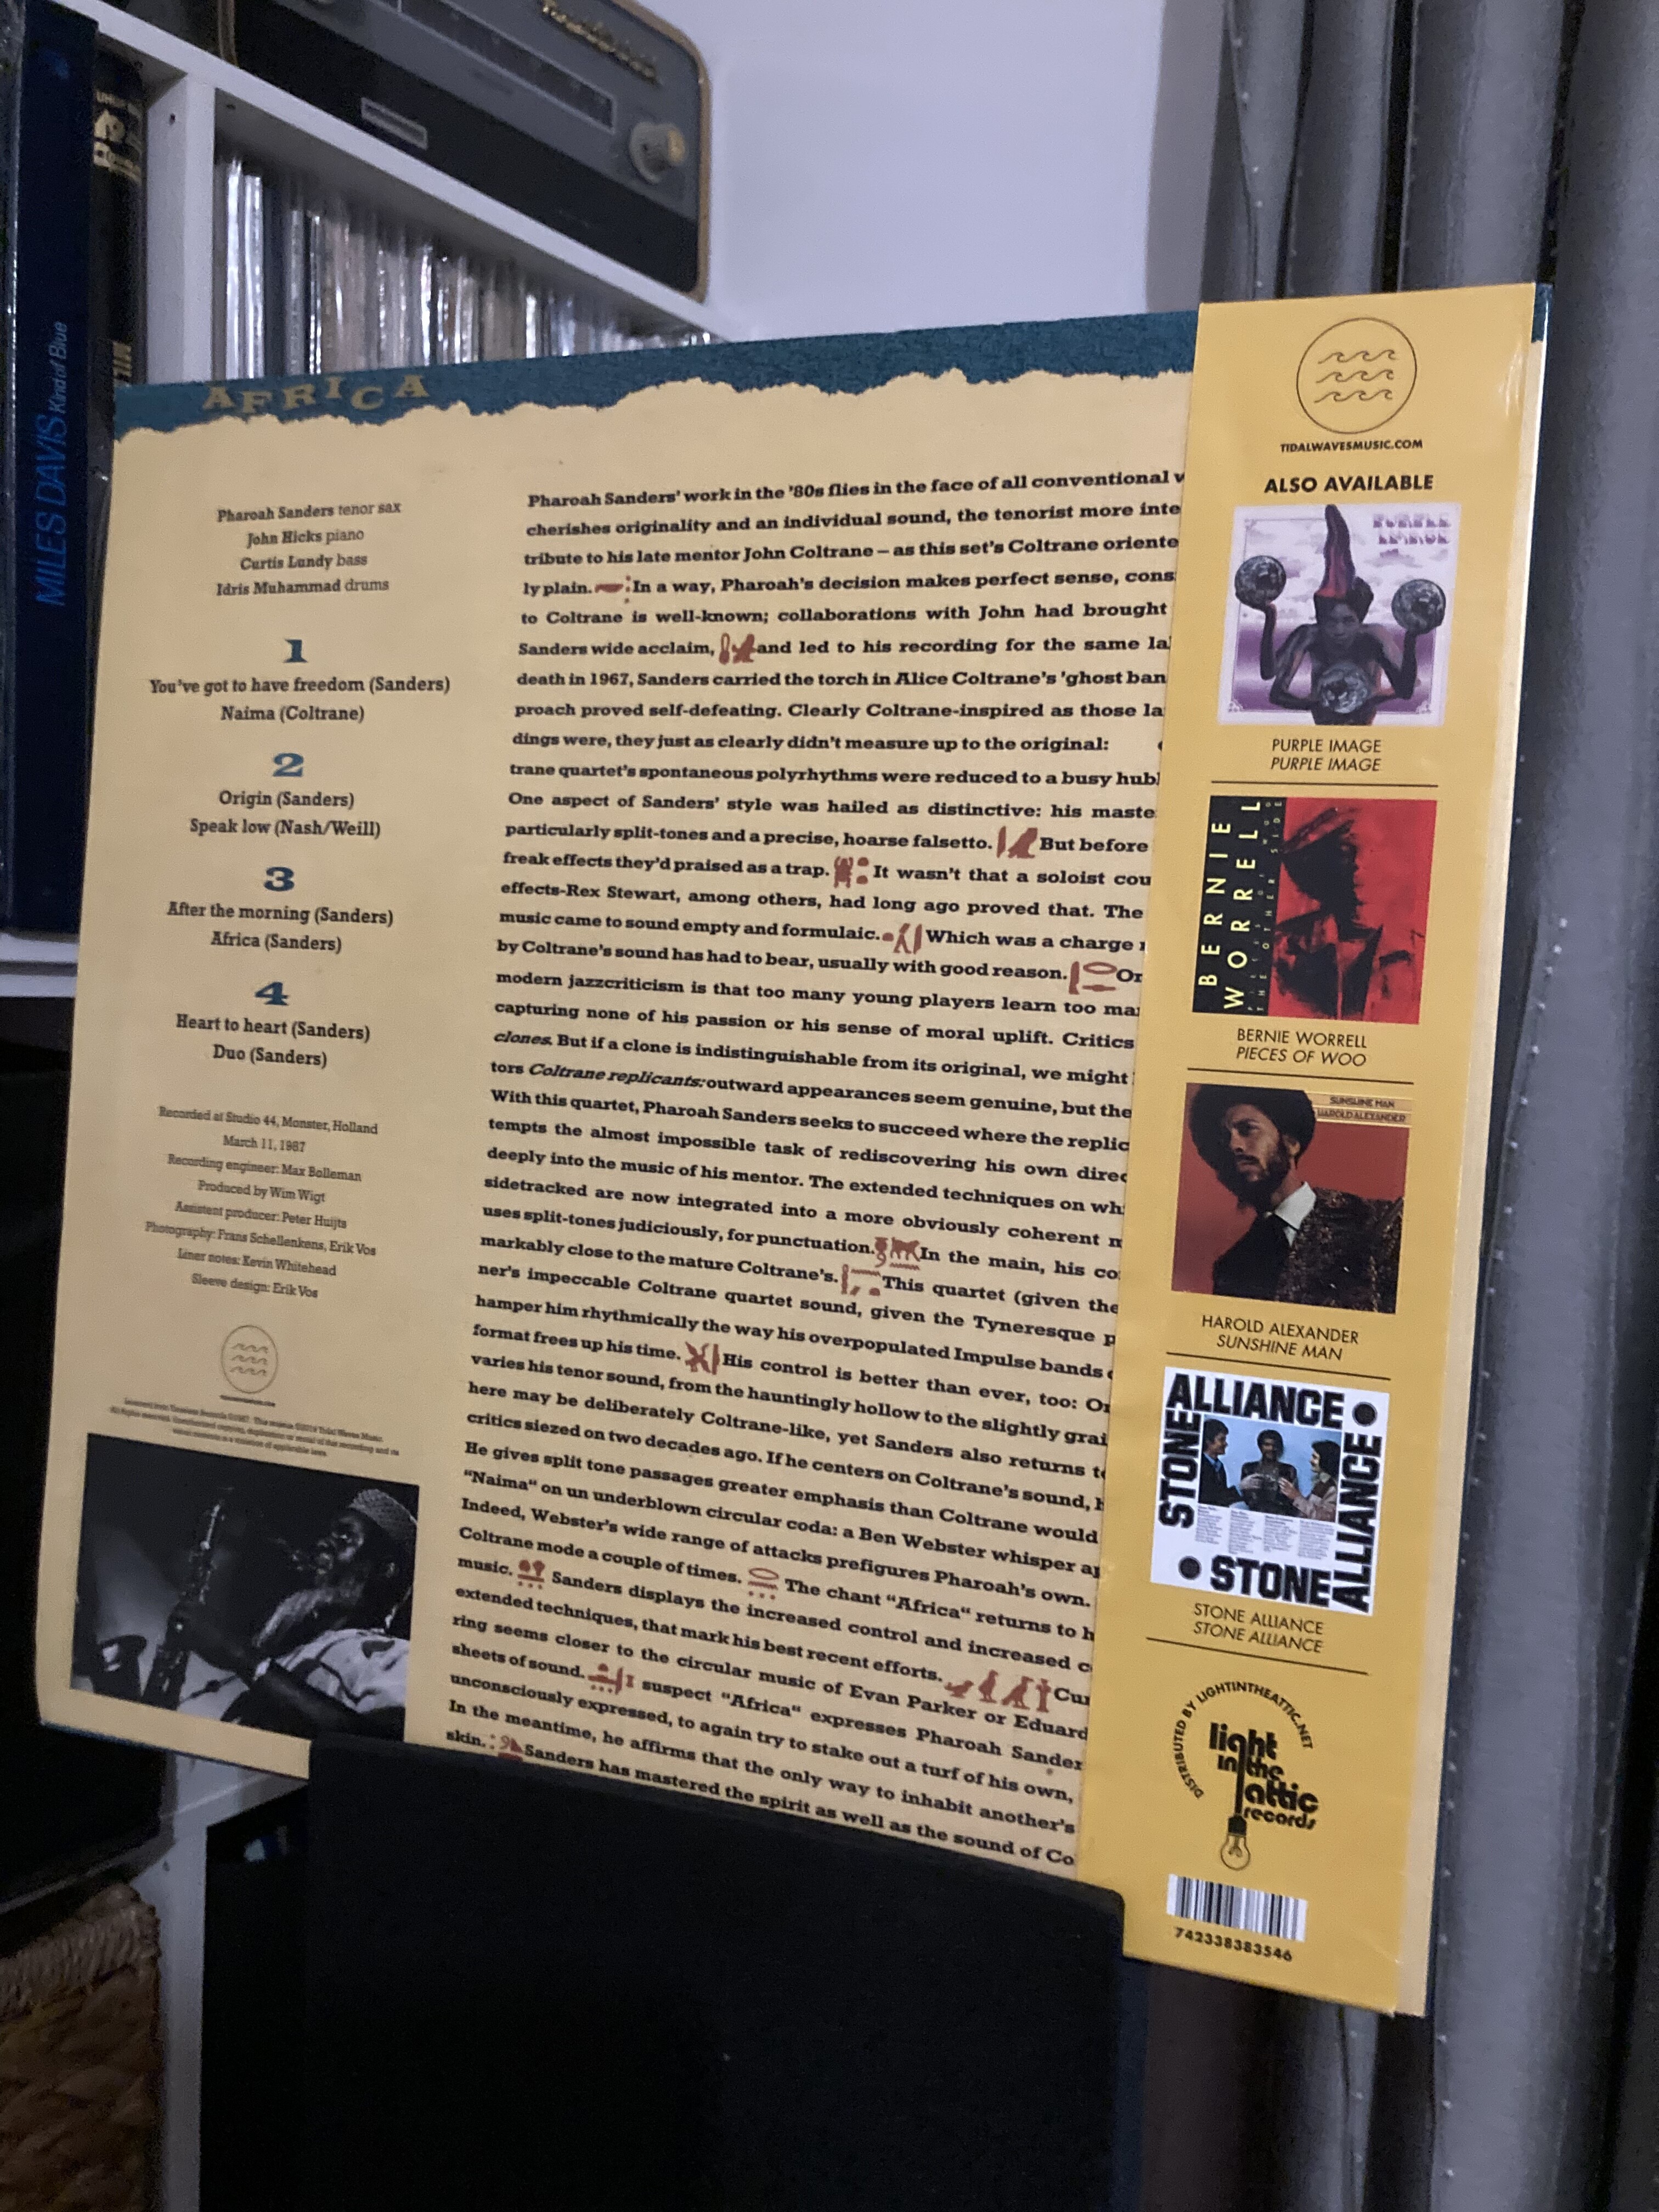 MILES DAVIS Kind of Blue
AFRICA
Pharoah Sanders tenor sax
John Hicks piano
Curtis Lundy bass
Idris Muhammad drums
1
You've got to have freedom (Sanders)
Naima (Coltrane)
2
Origin (Sanders)
Speak low (Nash/Weill)
3
After the morning (Sanders)
Africa (Sanders)
4
Heart to heart (Sanders)
Duo (Sanders)
Recorded at Studio 44, Monster, Holland
March 11, 1987
Recording engineer: Max Bolleman
Produced by Wim Wigt
Assistent producer: Peter Huijts
Photography: Frans Schellenkens, Erik Vos
Liner notes: Kevin Whitehead
Sleeve design: Erik Vos
Pharoah Sanders' work in the '80s flies in the face of all conventional
cherishes originality and an individual sound, the tenorist more inte
tribute to his late mentor John Coltrane – as this set's Coltrane oriente
ly plain. In a way, Pharoah's decision makes perfect sense, cons
to Coltrane is well-known; collaborations with John had brought
Sanders wide acclaim, and led to his recording for the same la
death in 1967, Sanders carried the torch in Alice Coltrane's 'ghost ban
proach proved self-defeating. Clearly Coltrane-inspired as those la
dings were, they just as clearly didn't measure up to the original:
trane quartet's spontaneous polyrhythms were reduced to a busy hub
One aspect of Sanders' style was hailed as distinctive: his maste
particularly split-tones and a precise, hoarse falsetto. But before
freak effects they'd praised as a trap. It wasn't that a soloist cou
effects-Rex Stewart, among others, had long ago proved that. The
music came to sound empty and formulaic. Which was a charge
by Coltrane's sound has had to bear, usually with good reason. Or
modern jazzcriticism is that too many young players learn too ma
capturing none of his passion or his sense of moral uplift. Critics
clones. But if a clone is indistinguishable from its original, we might
tors Coltrane replicants: outward appearances seem genuine, but the
With this quartet, Pharoah Sanders seeks to succeed where the replic
tempts the almost impossible task of rediscovering his own direc
deeply into the music of his mentor. The extended techniques on wh
sidetracked are now integrated into a more obviously coherent m
uses split-tones judiciously, for punctuation. In the main, his co
markably close to the mature Coltrane's. This quartet (given the
ner's impeccable Coltrane quartet sound, given the Tyneresque p
hamper him rhythmically the way his overpopulated Impulse bands
format frees up his time. His control is better than ever, too: Or
varies his tenor sound, from the hauntingly hollow to the slightly grai
here may be deliberately Coltrane-like, yet Sanders also returns to
critics siezed on two decades ago. If he centers on Coltrane's sound, h
He gives split tone passages greater emphasis than Coltrane would
"Naima" on un underblown circular coda: a Ben Webster whisper ap
Indeed, Webster's wide range of attacks prefigures Pharoah's own.
Coltrane mode a couple of times. The chant "Africa" returns to h
music. Sanders displays the increased control and increased c
extended techniques, that mark his best recent efforts. Cur
ring seems closer to the circular music of Evan Parker or Eduard
sheets of sound. I suspect "Africa" expresses Pharoah Sander
unconsciously expressed, to again try to stake out a turf of his own,
In the meantime, he affirms that the only way to inhabit another's
skin. Sanders has mastered the spirit as well as the sound of Co
TIDALWAVESMUSIC.COM
ALSO AVAILABLE
PURPLE
IMAGE
PURPLE IMAGE
PURPLE IMAGE
BERNIE
WORRELL
BERNIE WORRELL
PIECES OF WOO
SUNSHINE MAN
HAROLD ALEXANDER
HAROLD ALEXANDER
SUNSHINE MAN
ALLIANCE
STONE
ALLIANCE
STONE
STONE ALLIANCE
STONE ALLIANCE
DISTRIBUTED BY LIGHTINTHEATTIC.NET
light
in the
attic
records
742338383546